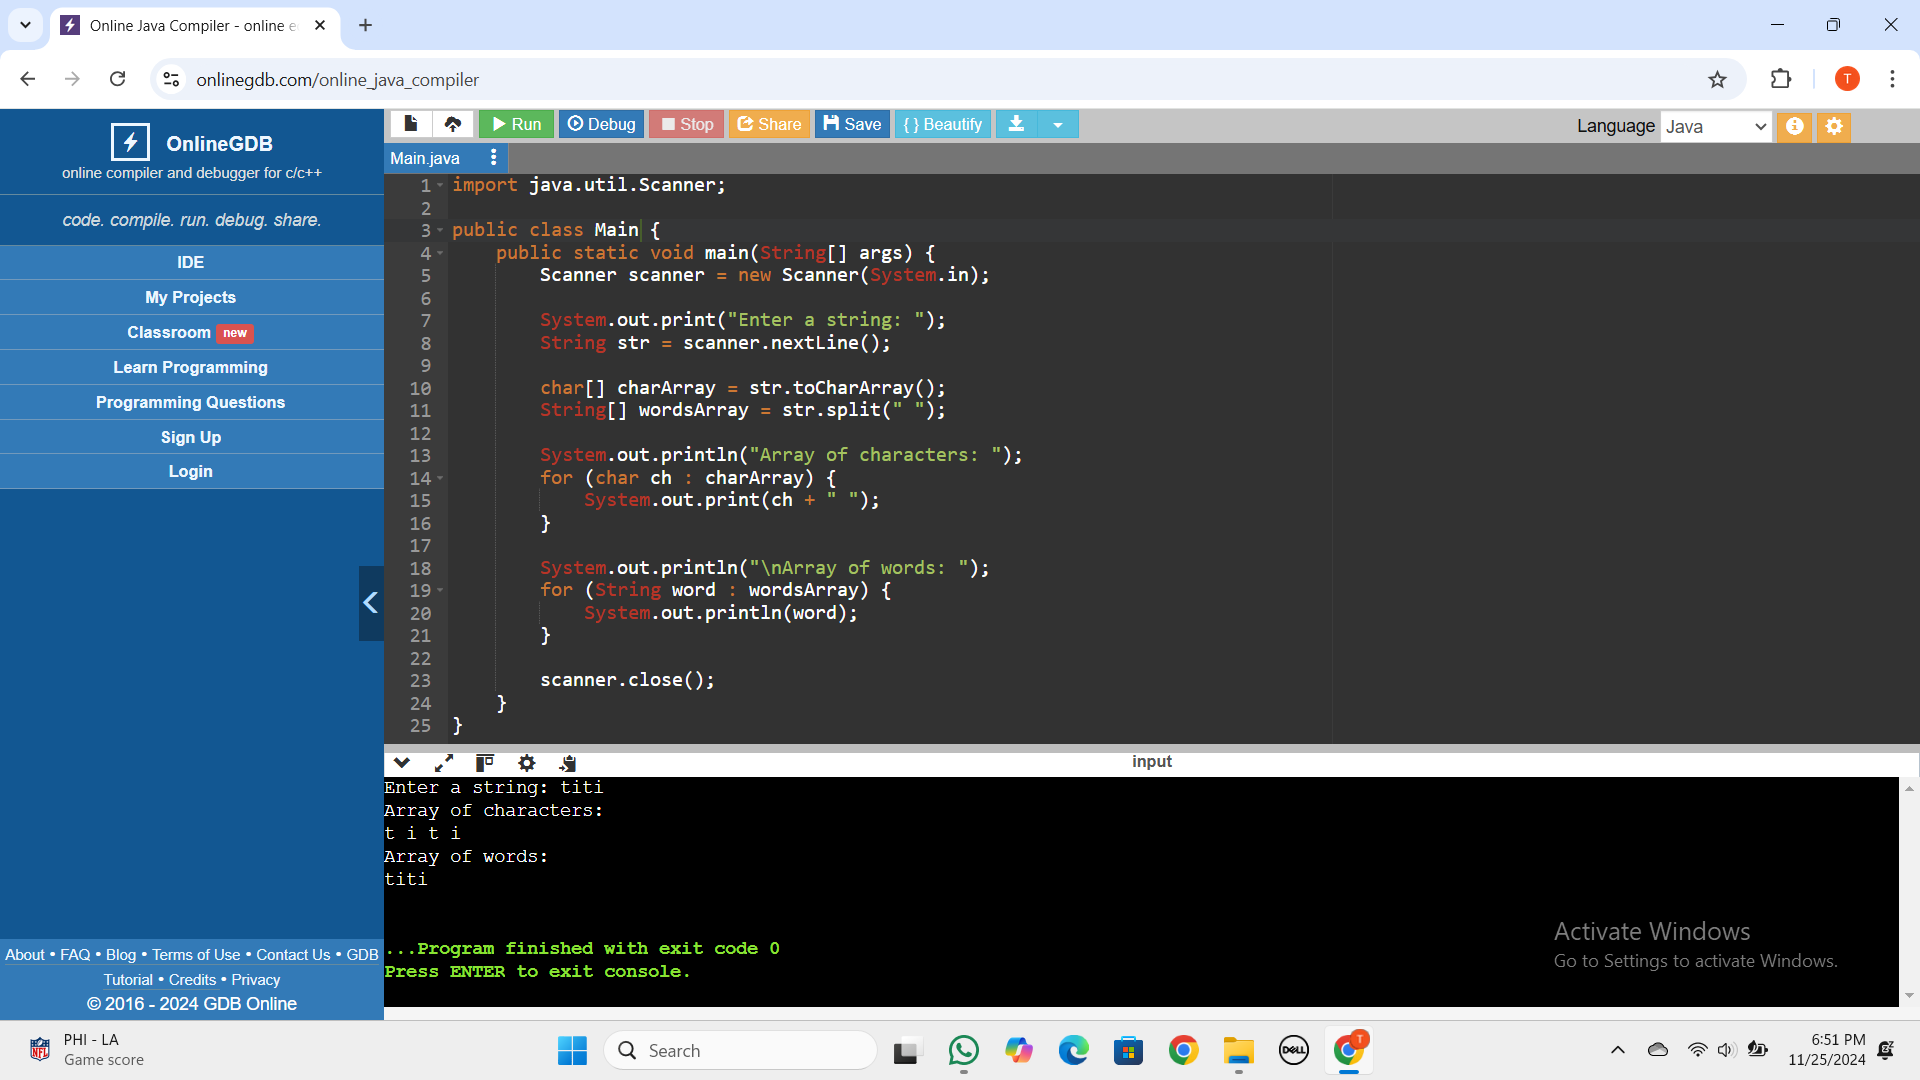 Online Java Compiler - online e
onlinegdb.com/online_java_compiler
T
OnlineGDB
online compiler and debugger for c/c++
code. compile. run. debug. share.
IDE
My Projects
Classroom new
Learn Programming
Programming Questions
Sign Up
Login
About • FAQ • Blog • Terms of Use • Contact Us • GDB
Tutorial • Credits • Privacy
© 2016 - 2024 GDB Online
Run Debug Stop Share Save { } Beautify
Language Java
Main.java
1 import java.util.Scanner;
2
3 public class Main {
4     public static void main(String[] args) {
5         Scanner scanner = new Scanner(System.in);
6
7         System.out.print("Enter a string: ");
8         String str = scanner.nextLine();
9
10         char[] charArray = str.toCharArray();
11         String[] wordsArray = str.split(" ");
12
13         System.out.println("Array of characters: ");
14         for (char ch : charArray) {
15             System.out.print(ch + " ");
16         }
17
18         System.out.println("\nArray of words: ");
19         for (String word : wordsArray) {
20             System.out.println(word);
21         }
22
23         scanner.close();
24     }
25 }
input
Enter a string: titi
Array of characters:
t i t i
Array of words:
titi
...Program finished with exit code 0
Press ENTER to exit console.
Activate Windows
Go to Settings to activate Windows.
NFL
PHI - LA
Game score
Search
DELL
T
6:51 PM
11/25/2024